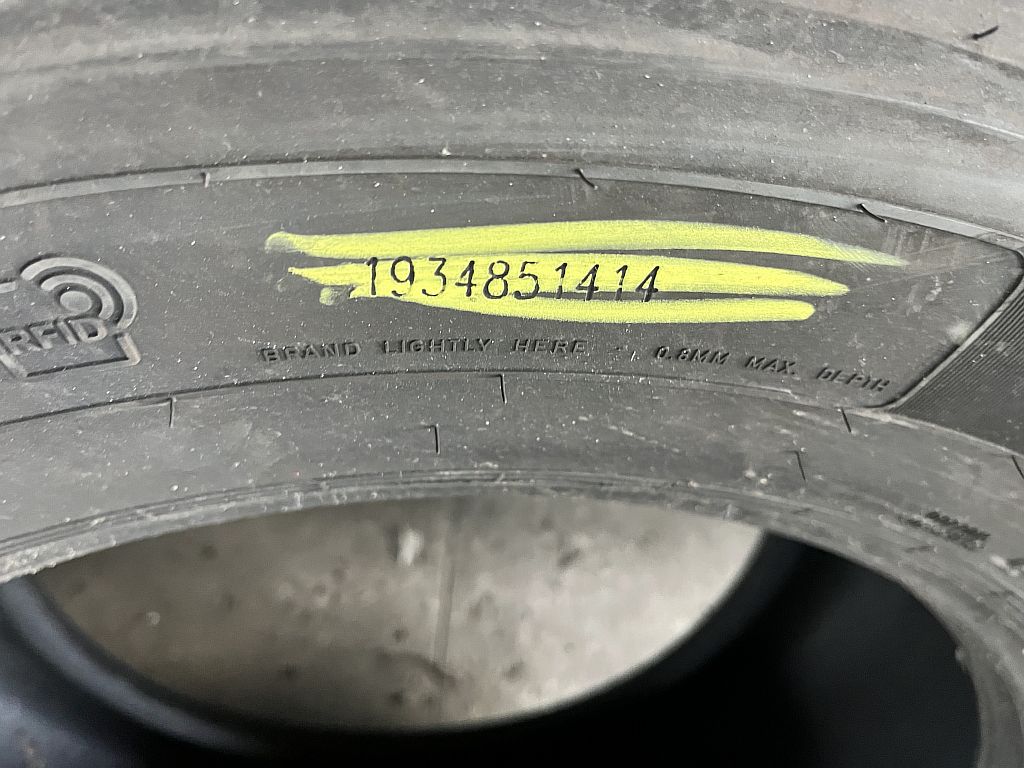 1934851414
RFID
BRAND LIGHTLY HERE - 0.8MM MAX. DEPTH